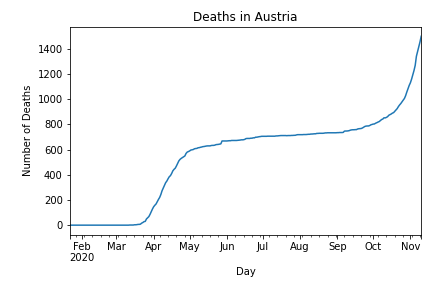 Deaths in Austria
1400
1200
1000
800
600
400
200
0
Number of Deaths
Feb Mar Apr May Jun Jul Aug Sep Oct Nov
2020
Day